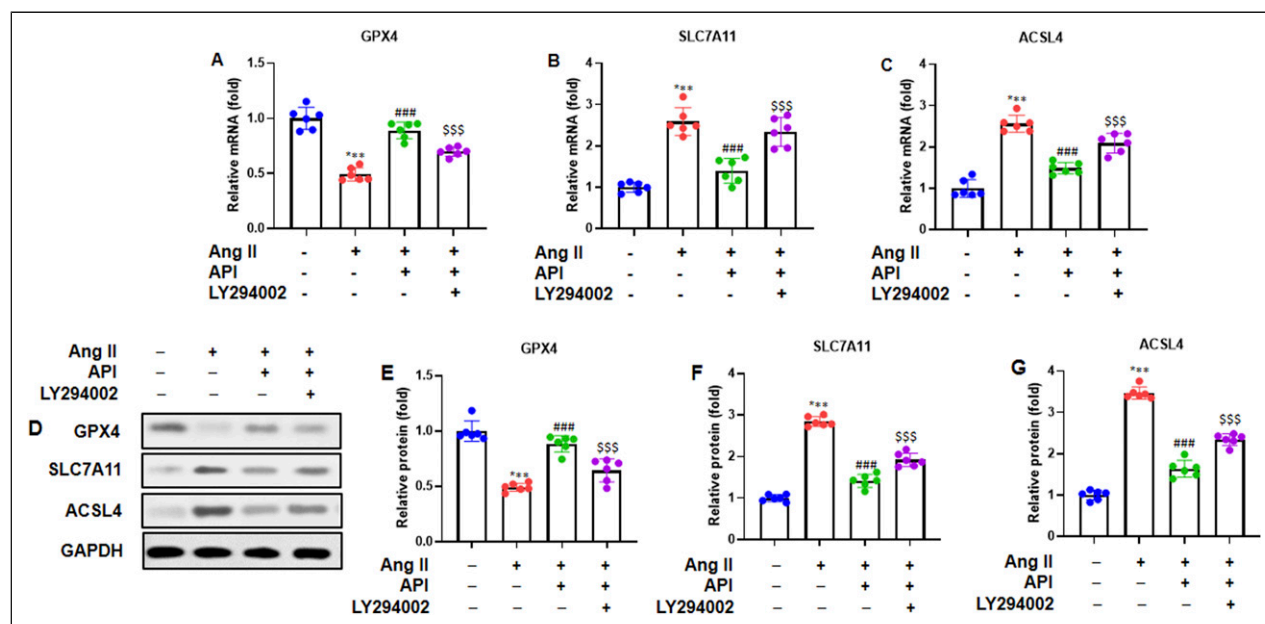 GPX4
A
Relative mRNA (fold)
1.5
1.0
0.5
0.0
***
###
$$$
Ang II - + + +
API - - + +
LY294002 - - - +
SLC7A11
B
Relative mRNA (fold)
4
3
2
1
0
***
###
$$$
- + + +
- - + +
- - - +
ACSL4
C
Relative mRNA (fold)
4
3
2
1
0
***
###
$$$
Ang II - + + +
API - - + +
LY294002 - - - +
Ang II – + + +
API – – + +
LY294002 – – – +
D
GPX4
SLC7A11
ACSL4
GAPDH
GPX4
E
Relative protein (fold)
1.5
1.0
0.5
0.0
***
###
$$$
Ang II – + + +
API – – + +
LY294002 – – – +
SLC7A11
F
Relative protein (fold)
4
3
2
1
0
***
###
$$$
Ang II – + + +
API – – + +
LY294002 – – – +
ACSL4
G
Relative protein (fold)
4
3
2
1
0
***
###
$$$
Ang II – + + +
API – – + +
LY294002 – – – +